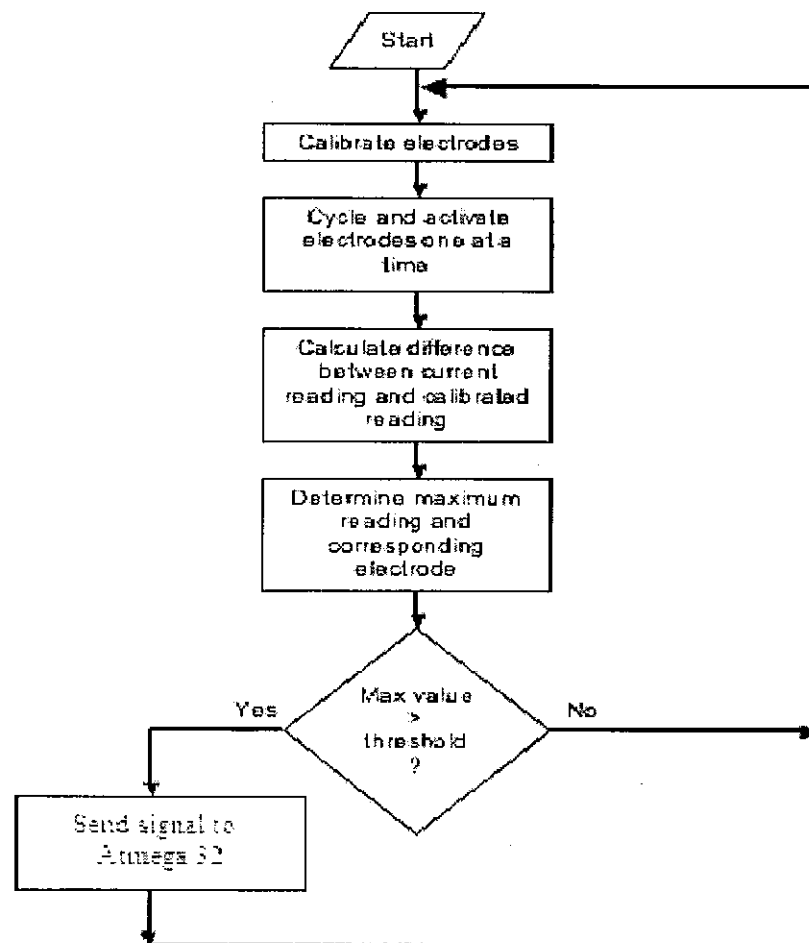 Start
Calibrate electrodes
Cycle and activate
electrodes one at a
time
Calculate difference
between current
reading and calibrated
reading
Determine maximum
reading and
corresponding
electrode
Max value
>
threshold
?
Yes
No
Send signal to
Atmega 32